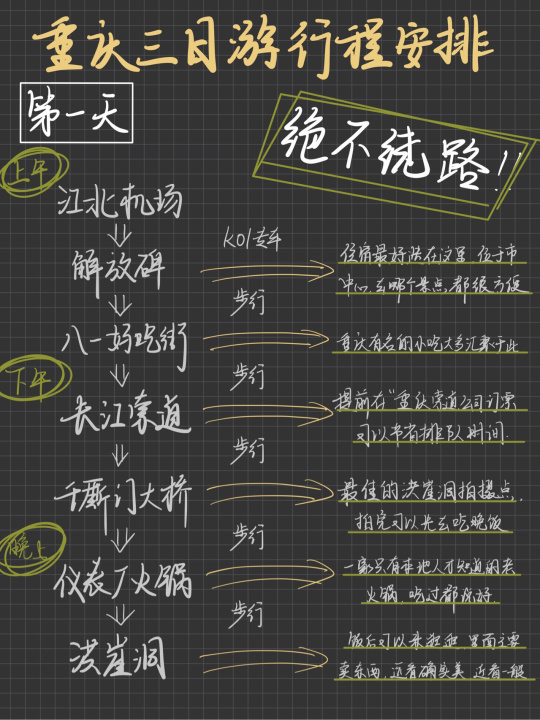 重庆三日游行程安排
第一天
绝不绕路!!
上午
江北机场
K01专车
解放碑
住宿最好选在这里,位于市
中心,去哪个景点都很方便
步行
八一好吃街
重庆有名的小吃大多汇聚于此
下午
步行
长江索道
提前在"重庆索道公司订票
可以节省排队时间.
步行
千厮门大桥
最佳的洪崖洞拍摄点,
拍完可以先去吃晚饭
晚上
步行
仪表厂火锅
一家只有本地人才知道的老
火锅,吃过都说好
步行
洪崖洞
饭后可以来逛逛,里面主要
卖东西,远看确实美 近看一般